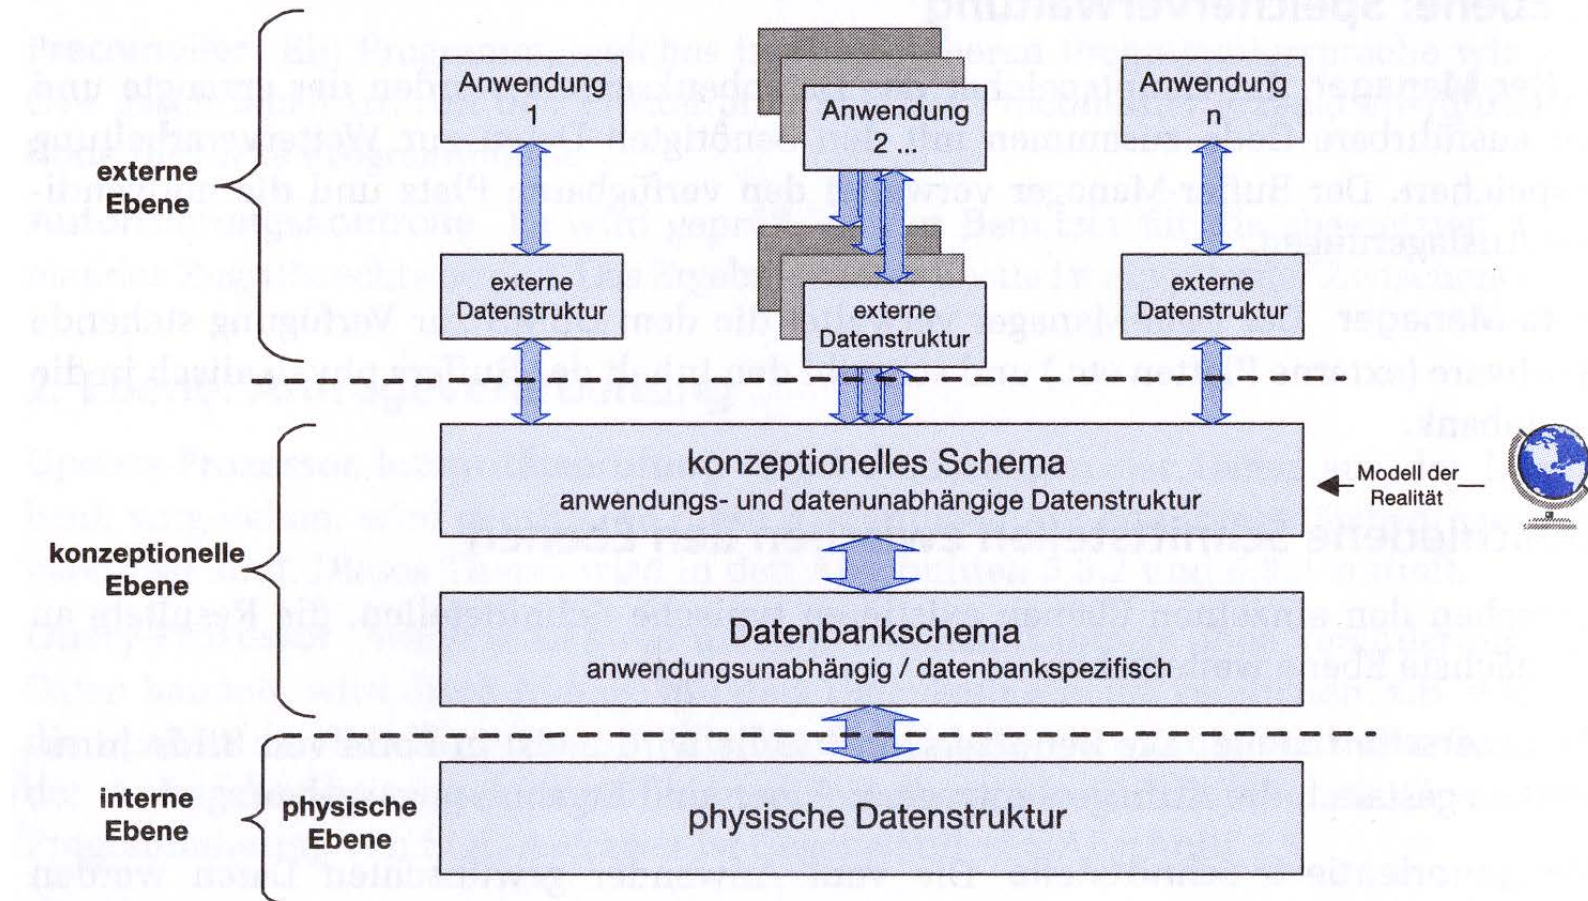 Anwendung
1
Anwendung
2 ...
Anwendung
n
externe
Ebene
externe
Datenstruktur
externe
Datenstruktur
externe
Datenstruktur
konzeptionelles Schema
anwendungs- und datenunabhängige Datenstruktur
Modell der
Realität
konzeptionelle
Ebene
Datenbankschema
anwendungsunabhängig / datenbankspezifisch
interne
Ebene
physische
Ebene
physische Datenstruktur